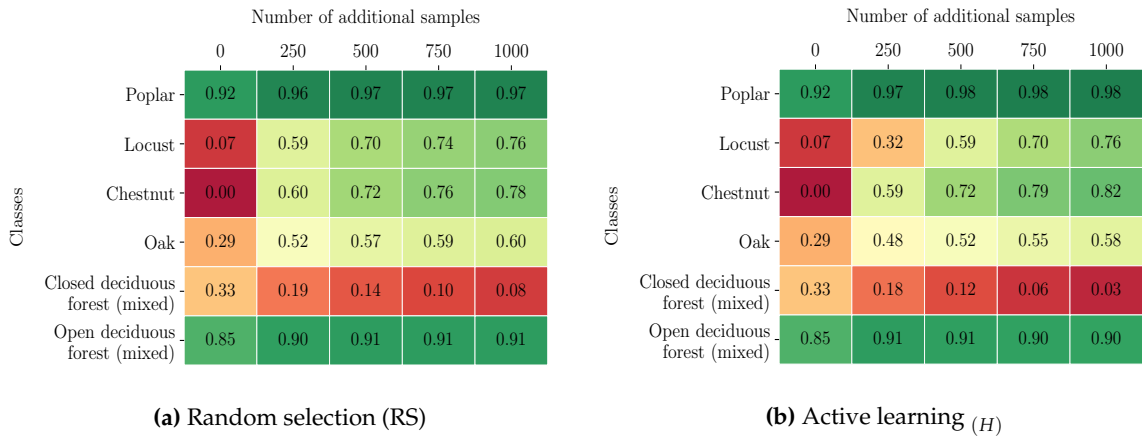 Number of additional samples
0 250 500 750 1000
Classes
Poplar 0.92 0.96 0.97 0.97 0.97
Locust 0.07 0.59 0.70 0.74 0.76
Chestnut 0.00 0.60 0.72 0.76 0.78
Oak 0.29 0.52 0.57 0.59 0.60
Closed deciduous
forest (mixed) 0.33 0.19 0.14 0.10 0.08
Open deciduous
forest (mixed) 0.85 0.90 0.91 0.91 0.91
(a) Random selection (RS)
Number of additional samples
0 250 500 750 1000
Classes
Poplar 0.92 0.97 0.98 0.98 0.98
Locust 0.07 0.32 0.59 0.70 0.76
Chestnut 0.00 0.59 0.72 0.79 0.82
Oak 0.29 0.48 0.52 0.55 0.58
Closed deciduous
forest (mixed) 0.33 0.18 0.12 0.06 0.03
Open deciduous
forest (mixed) 0.85 0.91 0.91 0.90 0.90
(b) Active learning (H)